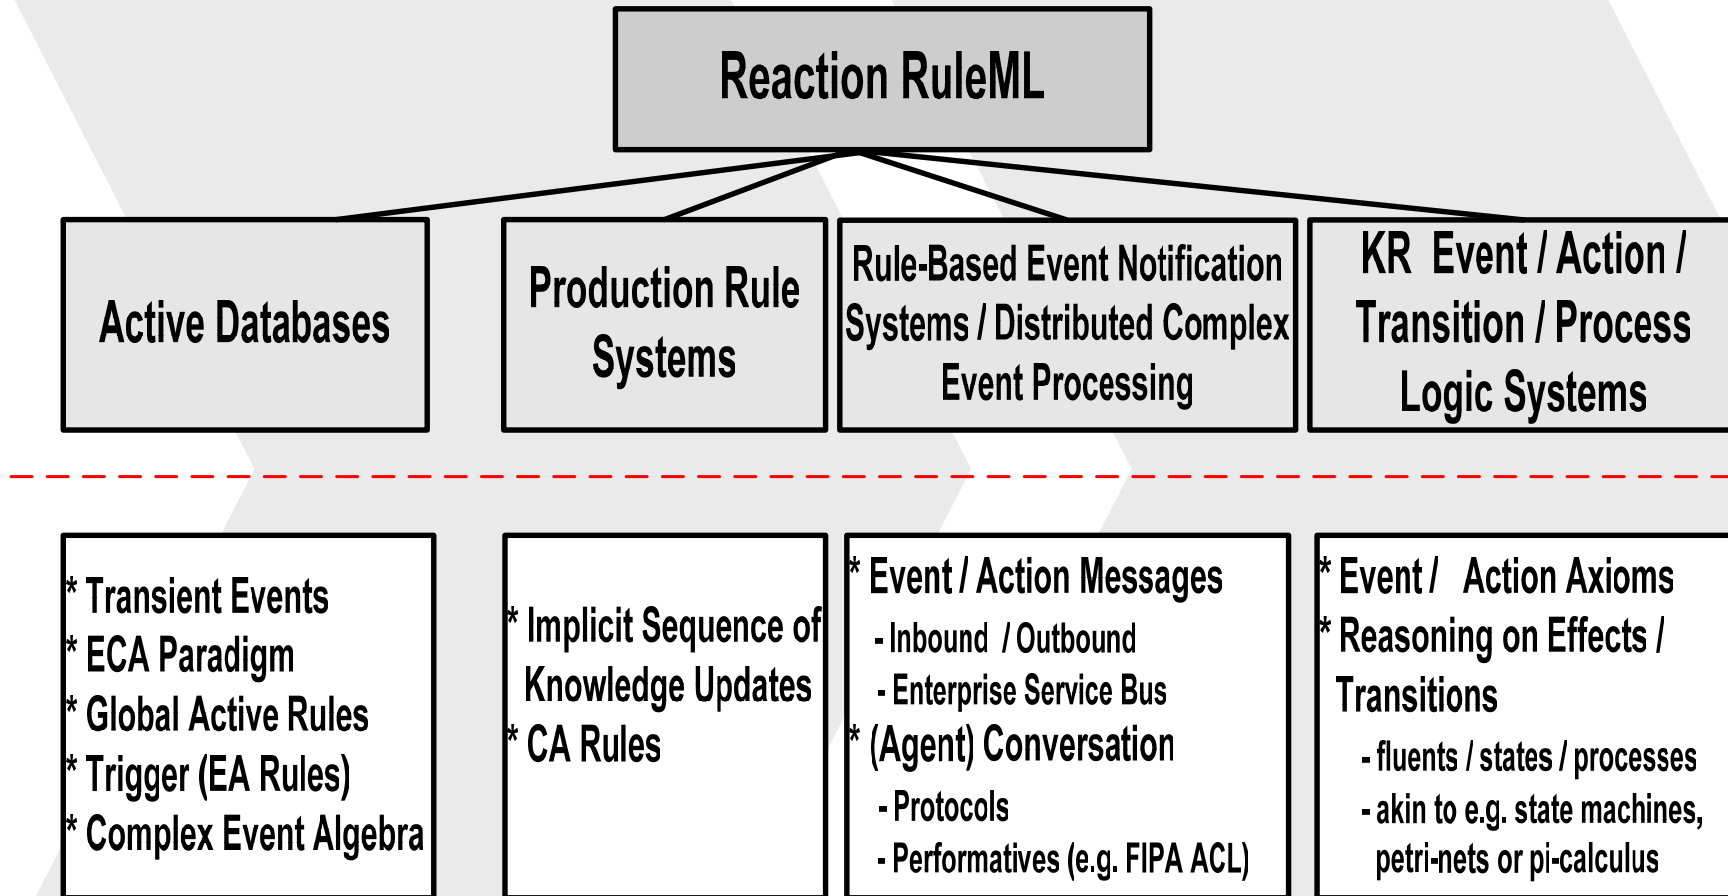 Reaction RuleML
Active Databases
Production Rule
Systems
Rule-Based Event Notification
Systems / Distributed Complex
Event Processing
KR Event / Action /
Transition / Process
Logic Systems
* Transient Events
* ECA Paradigm
* Global Active Rules
* Trigger (EA Rules)
* Complex Event Algebra
* Implicit Sequence of
Knowledge Updates
* CA Rules
* Event / Action Messages
- Inbound / Outbound
- Enterprise Service Bus
* (Agent) Conversation
- Protocols
- Performatives (e.g. FIPA ACL)
* Event / Action Axioms
* Reasoning on Effects /
Transitions
- fluents / states / processes
- akin to e.g. state machines,
petri-nets or pi-calculus